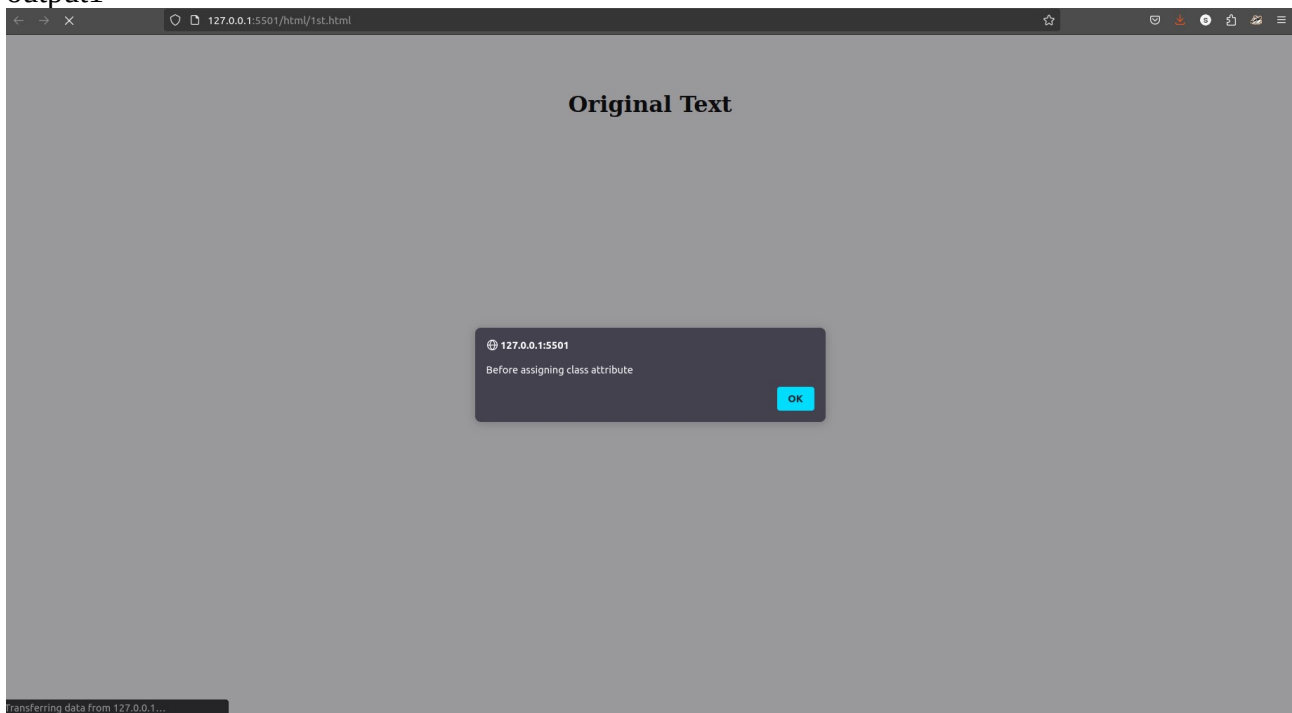 output1
127.0.0.1:5501/html/1st.html
Original Text
127.0.0.1:5501
Before assigning class attribute
OK
Transferring data from 127.0.0.1...